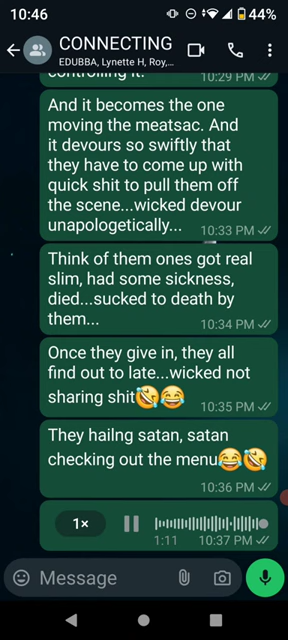 10:46
44%
CONNECTING
EDUBBA, Lynette H, Roy,...
controlling it.
10:29 PM
And it becomes the one
moving the meatsac. And
it devours so swiftly that
they have to come up with
quick shit to pull them off
the scene...wicked devour
unapologetically...
10:33 PM
Think of them ones got real
slim, had some sickness,
died...sucked to death by
them...
10:34 PM
Once they give in, they all
find out to late...wicked not
sharing shit🤣😂
10:35 PM
They hailng satan, satan
checking out the menu😂🤣
10:36 PM
1×
1:11
10:37 PM
Message